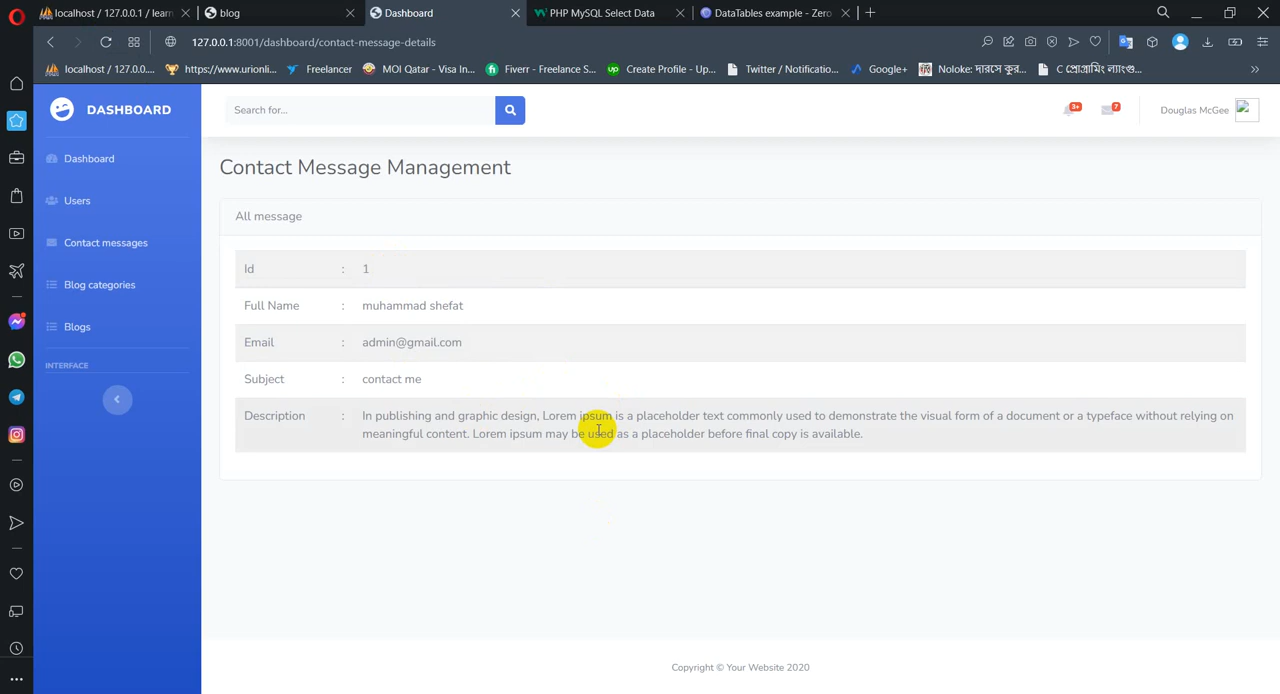 localhost / 127.0.0.1 / learn
blog
Dashboard
PHP MySQL Select Data
DataTables example - Zero
127.0.0.1:8001/dashboard/contact-message-details
localhost / 127.0.0....
https://www.urionli...
Freelancer
MOI Qatar - Visa In...
Fiverr - Freelance S...
up Create Profile - Up...
Twitter / Notificatio...
Google+
Noloke: দারসে কুর...
C প্রোগ্রামিং ল্যাংগু...
DASHBOARD
Search for...
3+
7
Douglas McGee
Dashboard
Users
Contact messages
Blog categories
Blogs
INTERFACE
Contact Message Management
All message
Id : 1
Full Name : muhammad shefat
Email : admin@gmail.com
Subject : contact me
Description : In publishing and graphic design, Lorem ipsum is a placeholder text commonly used to demonstrate the visual form of a document or a typeface without relying on
meaningful content. Lorem ipsum may be used as a placeholder before final copy is available.
Copyright © Your Website 2020